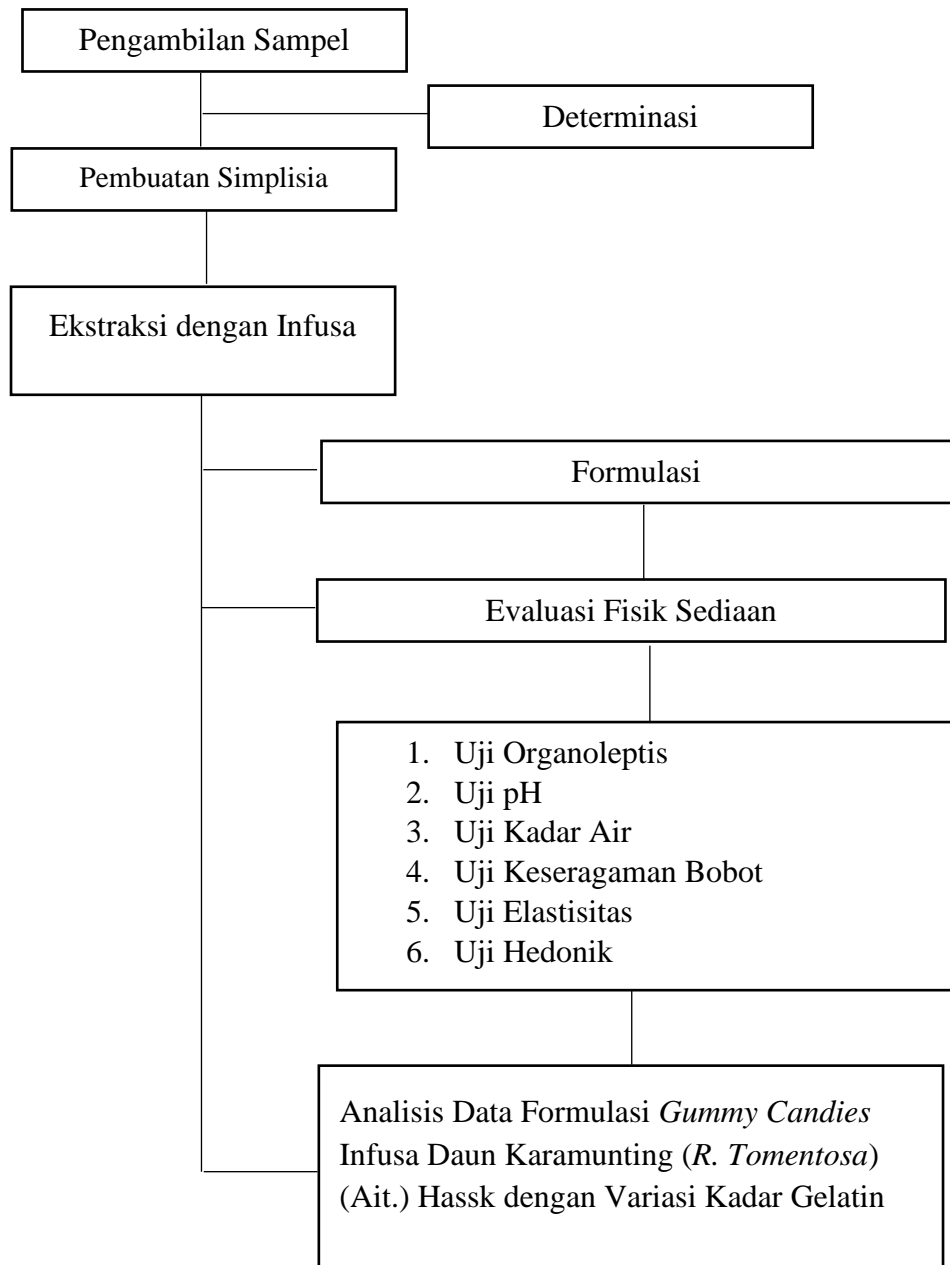 Pengambilan Sampel
Determinasi
Pembuatan Simplisia
Ekstraksi dengan Infusa
Formulasi
Evaluasi Fisik Sediaan
1. Uji Organoleptis
2. Uji pH
3. Uji Kadar Air
4. Uji Keseragaman Bobot
5. Uji Elastisitas
6. Uji Hedonik
Analisis Data Formulasi Gummy Candies
Infusa Daun Karamunting (R. Tomentosa)
(Ait.) Hassk dengan Variasi Kadar Gelatin